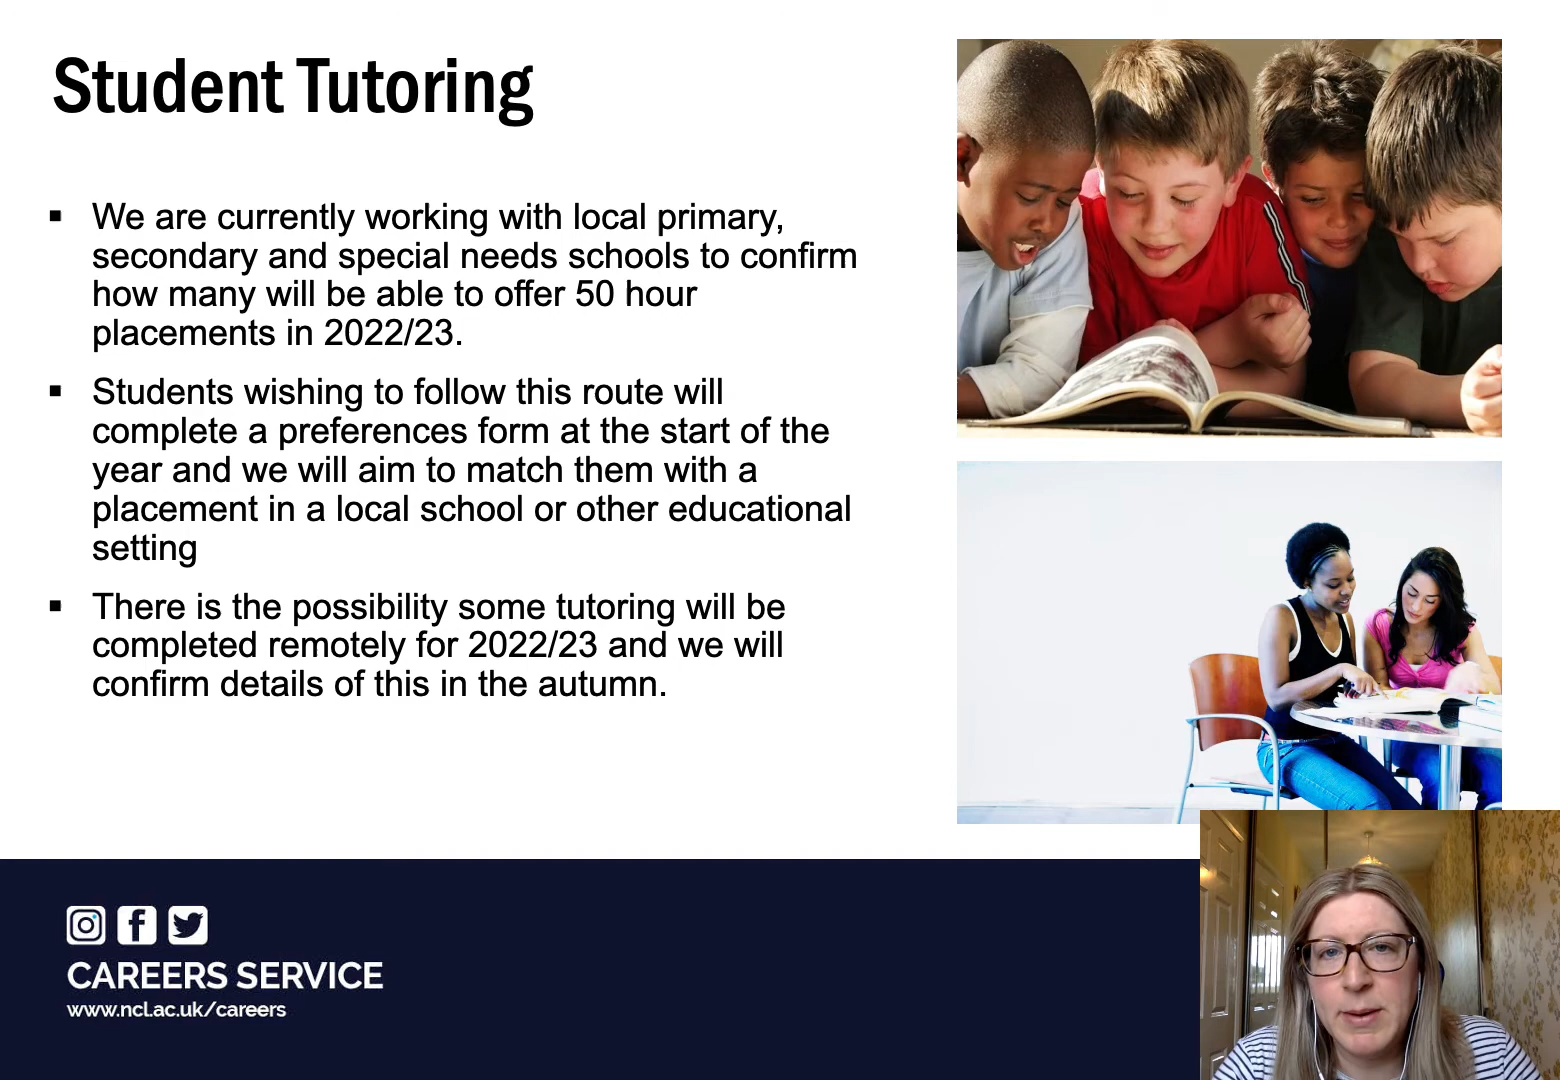 Student Tutoring
▪ We are currently working with local primary,
secondary and special needs schools to confirm
how many will be able to offer 50 hour
placements in 2022/23.
▪ Students wishing to follow this route will
complete a preferences form at the start of the
year and we will aim to match them with a
placement in a local school or other educational
setting
▪ There is the possibility some tutoring will be
completed remotely for 2022/23 and we will
confirm details of this in the autumn.
CAREERS SERVICE
www.ncl.ac.uk/careers